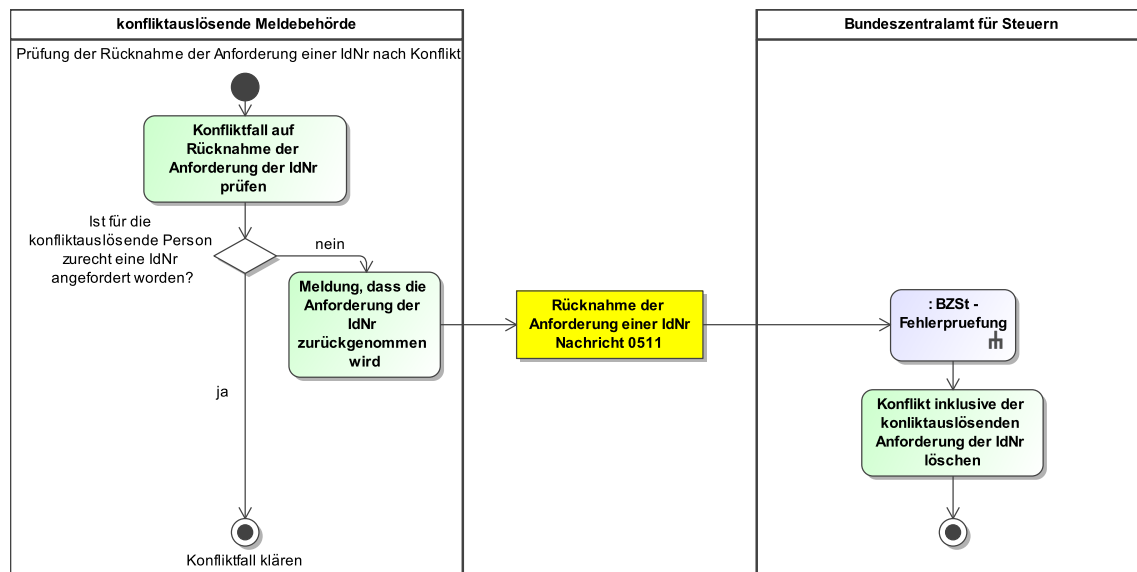 konfliktauslösende Meldebehörde
Bundeszentralamt für Steuern
Prüfung der Rücknahme der Anforderung einer IdNr nach Konflikt
Konfliktfall auf
Rücknahme der
Anforderung der IdNr
prüfen
Ist für die
konfliktauslösende Person
zurecht eine IdNr
angefordert worden?
nein
Meldung, dass die
Anforderung der
IdNr
zurückgenommen
wird
Rücknahme der
Anforderung einer IdNr
Nachricht 0511
: BZSt -
Fehlerpruefung
ja
Konflikt inklusive der
konliktauslösenden
Anforderung der IdNr
löschen
Konfliktfall klären